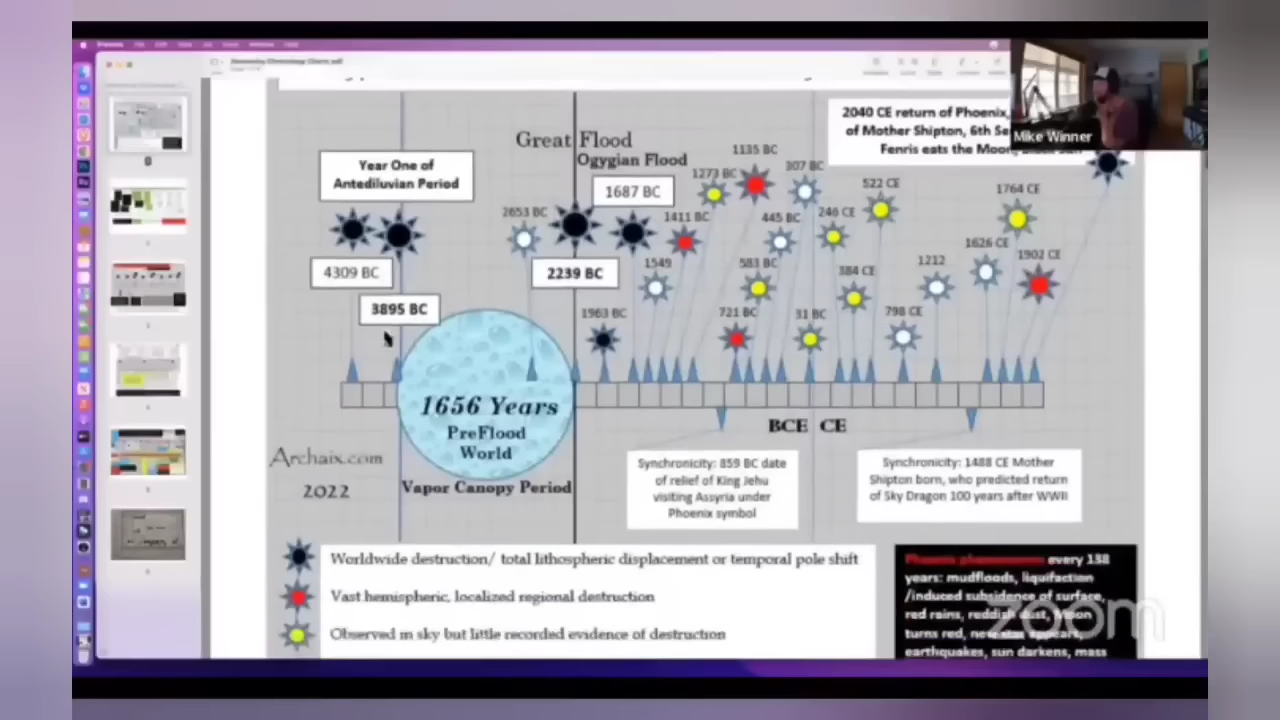 2040 CE return of Phoenix,
of Mother Shipton, 6th Se
Fenris eats the Moon,
Mike Winner
Great Flood
Ogygian Flood
Year One of
Antediluvian Period
1687 BC
1135 BC
1273 BC
307 BC
522 CE
1764 CE
2653 BC
1411 BC
445 BC
246 CE
1626 CE
1902 CE
4309 BC
2239 BC
1549
583 BC
384 CE
1212
3895 BC
1963 BC
721 BC
31 BC
798 CE
1656 Years
PreFlood
World
BCE CE
Archaix.com
2022
Vapor Canopy Period
Synchronicity: 859 BC date
of relief of King Jehu
visiting Assyria under
Phoenix symbol
Synchronicity: 1488 CE Mother
Shipton born, who predicted return
of Sky Dragon 100 years after WWII
Worldwide destruction/ total lithospheric displacement or temporal pole shift
Vast hemispheric, localized regional destruction
Observed in sky but little recorded evidence of destruction
Phoenix phenomenon every 138
years: mudfloods, liquifaction
/induced subsidence of surface,
red rains, reddish dust, Moon
turns red, new star appears,
earthquakes, sun darkens, mass
zoom